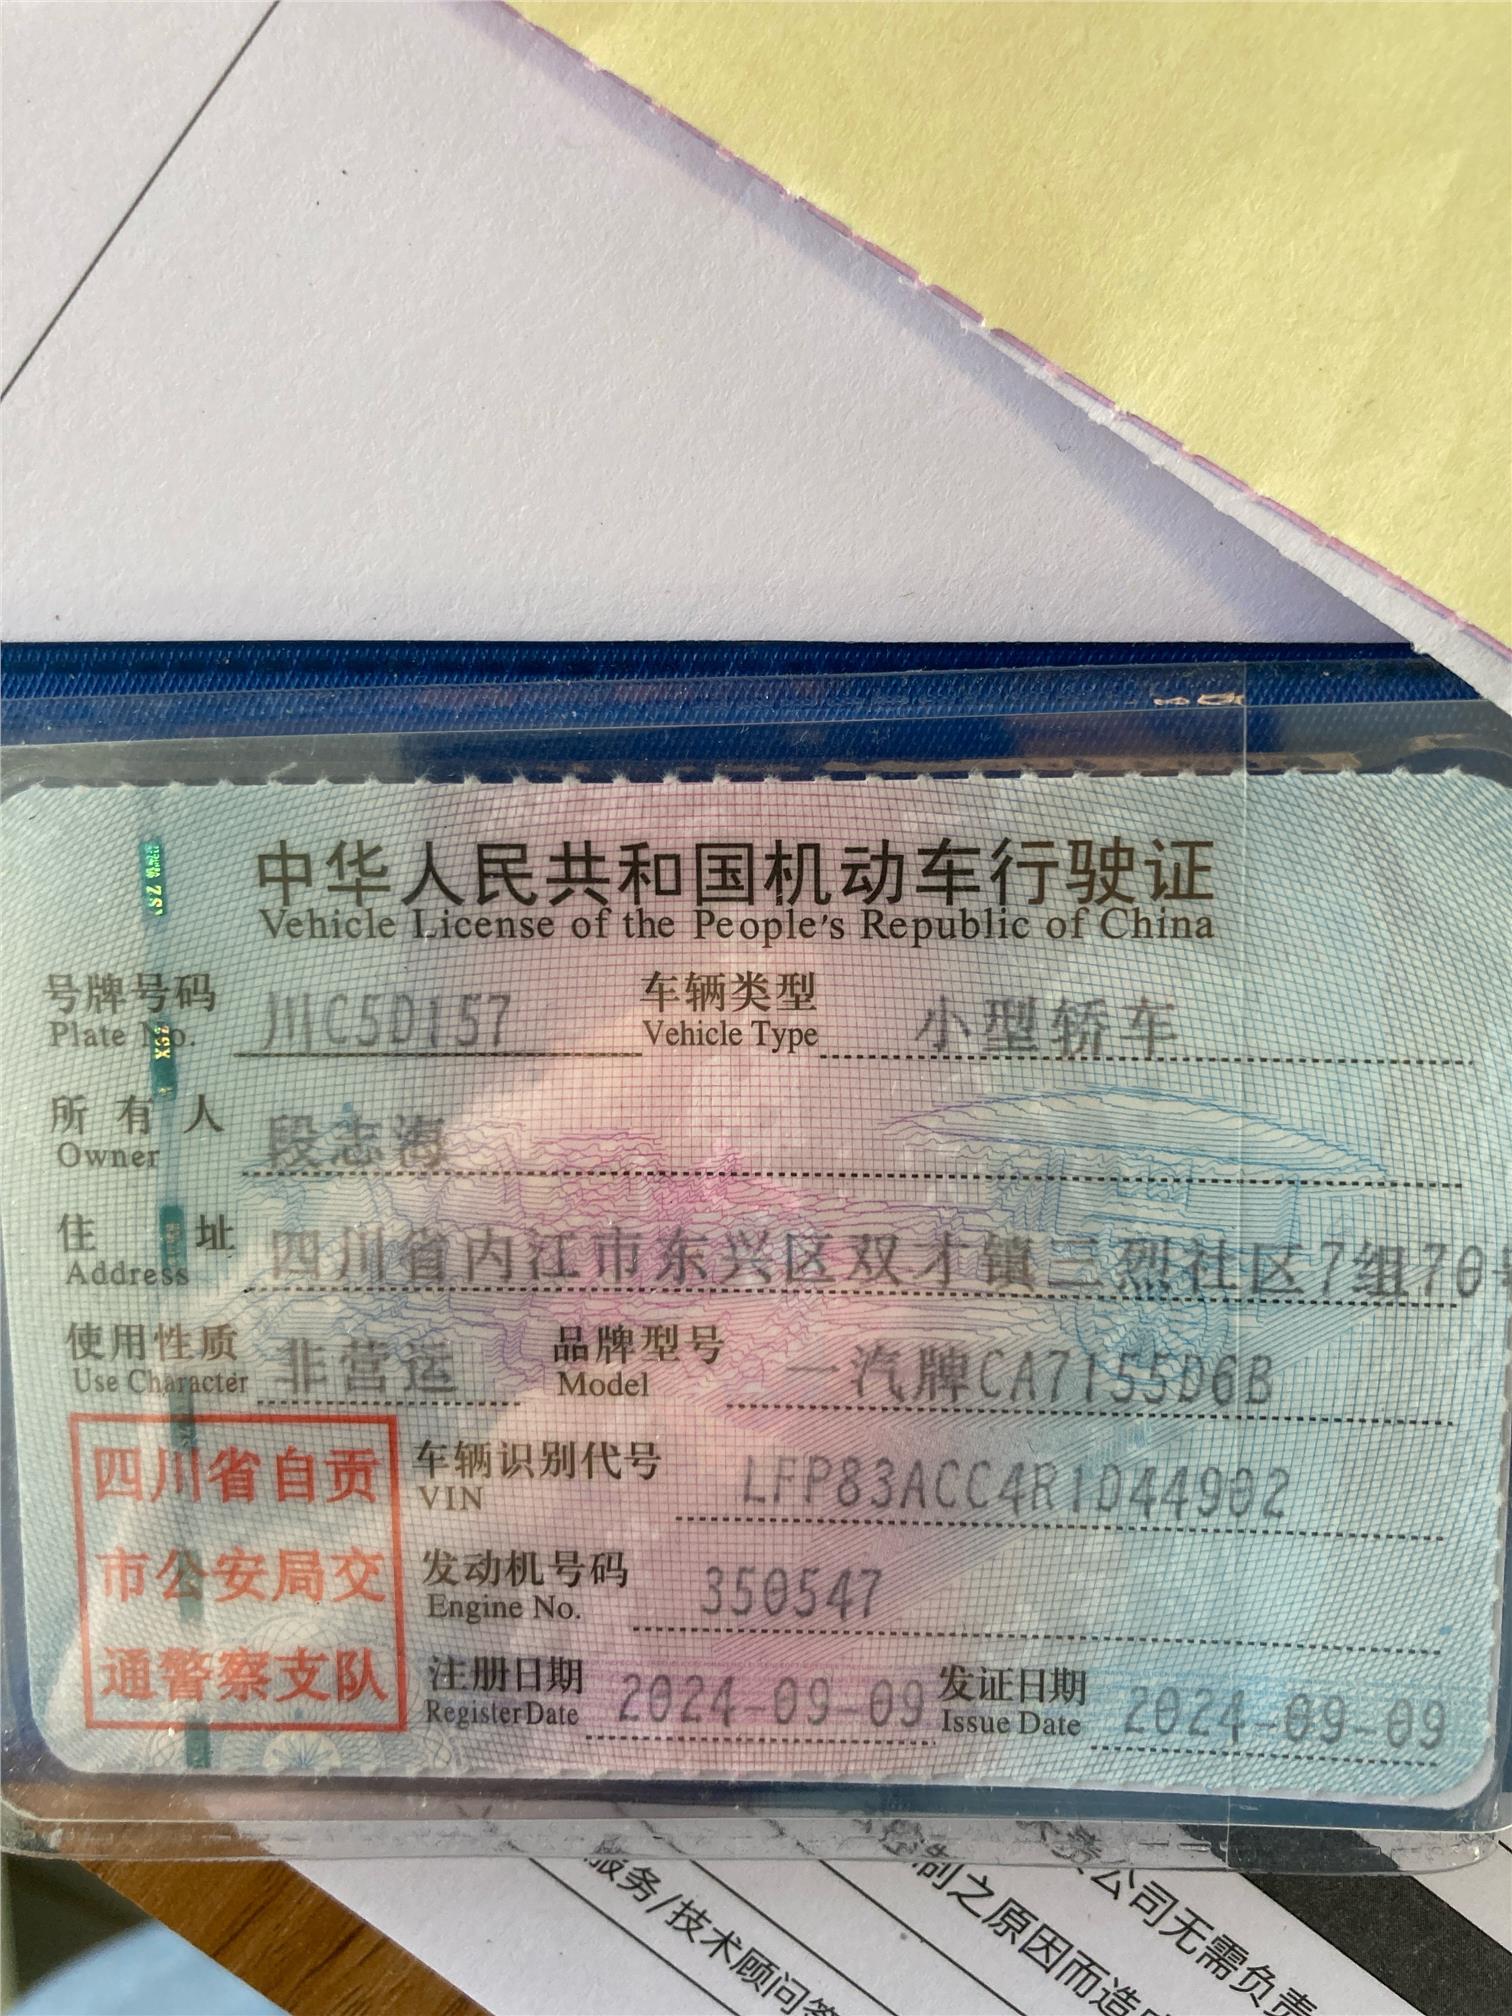 中华人民共和国机动车行驶证
Vehicle License of the People's Republic of China
号牌号码 川C5D157 车辆类型 小型轿车
Plate No. Vehicle Type
所有人 段志海
Owner
住址 四川省内江市东兴区双才镇三烈社区7组70
Address
使用性质 非营运 品牌型号 一汽牌CA7155D6B
Use Character Model
四川省自贡
市公安局交
通警察支队
车辆识别代号 LFP83ACC4R1D44902
VIN
发动机号码 350547
Engine No.
注册日期 2024-09-09 发证日期 2024-09-09
Register Date Issue Date
公司无需负责
制之原因而造
服务/技术顾问